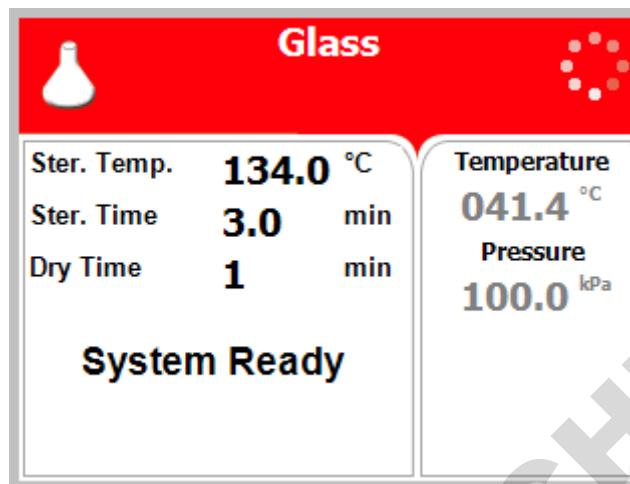 Glass
Ster. Temp. 134.0 °C
Ster. Time 3.0 min
Dry Time 1 min
System Ready
Temperature
041.4 °C
Pressure
100.0 kPa